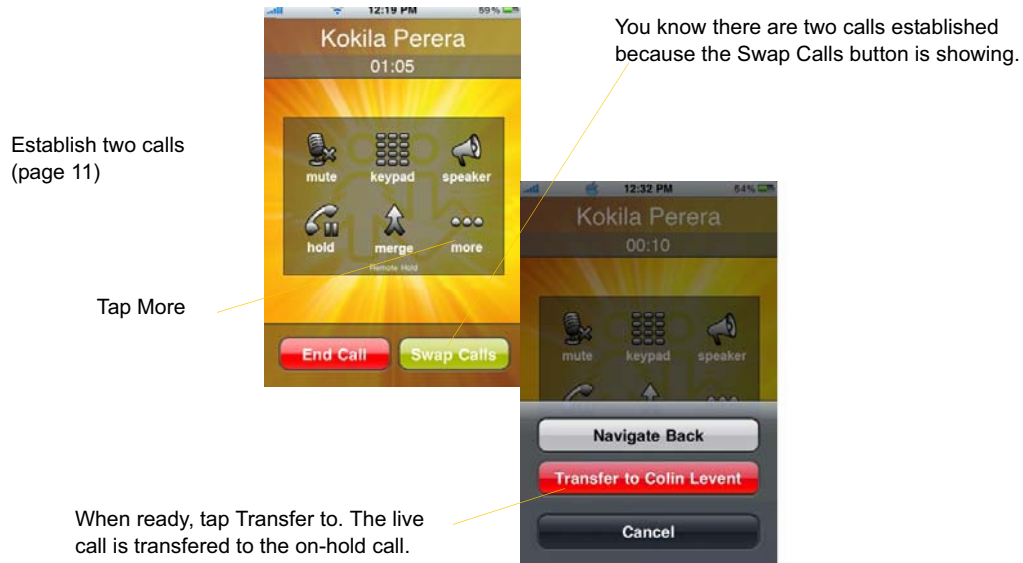 12:19 PM 59%
Kokila Perera
01:05
You know there are two calls established
because the Swap Calls button is showing.
Establish two calls
(page 11)
mute keypad speaker
hold merge more
Remote Hold
Tap More
End Call Swap Calls
12:32 PM 64%
Kokila Perera
00:10
mute keypad speaker
Navigate Back
Transfer to Colin Levent
Cancel
When ready, tap Transfer to. The live
call is transfered to the on-hold call.